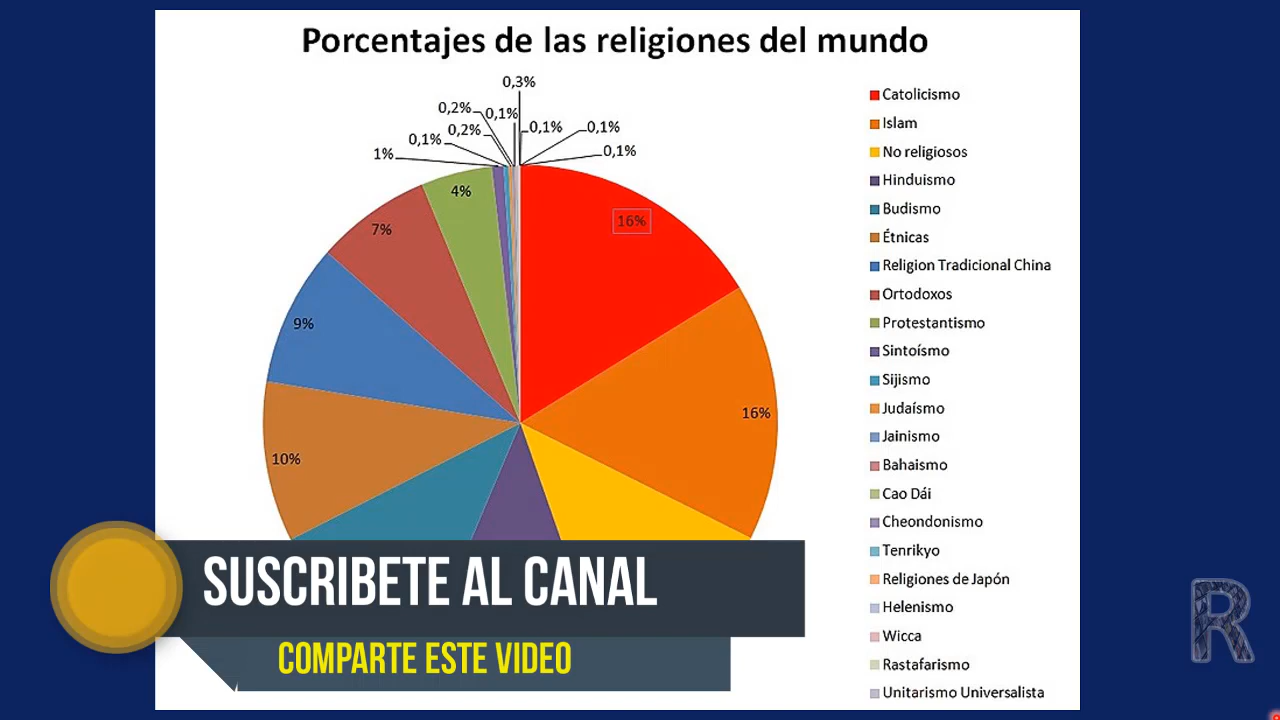 Porcentajes de las religiones del mundo
0,3%
0,2%
0,1%
0,1%
0,1%
0,2%
0,1%
0,1%
1%
4%
16%
7%
9%
16%
10%
Catolicismo
Islam
No religiosos
Hinduismo
Budismo
Étnicas
Religion Tradicional China
Ortodoxos
Protestantismo
Sintoísmo
Sijismo
Judaísmo
Jainismo
Bahaismo
Cao Dái
Cheondonismo
Tenrikyo
Religiones de Japón
Helenismo
Wicca
Rastafarismo
Unitarismo Universalista
SUSCRIBETE AL CANAL
COMPARTE ESTE VIDEO
R